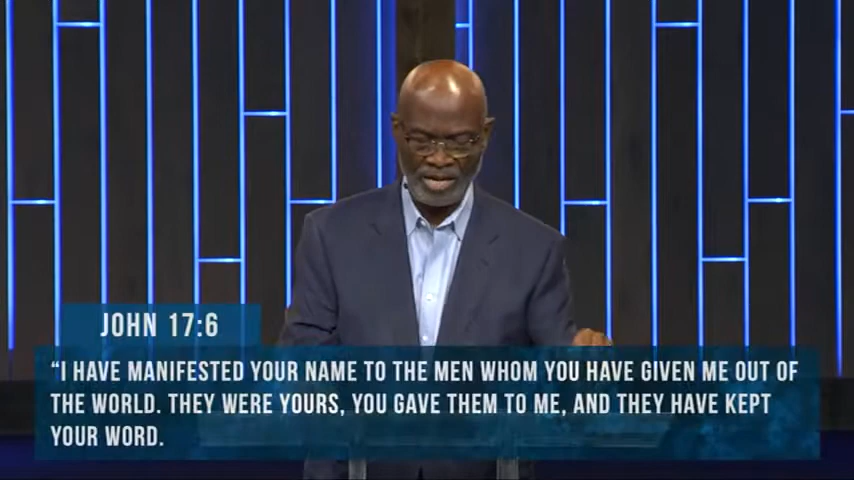 JOHN 17:6
“I HAVE MANIFESTED YOUR NAME TO THE MEN WHOM YOU HAVE GIVEN ME OUT OF
THE WORLD. THEY WERE YOURS, YOU GAVE THEM TO ME, AND THEY HAVE KEPT
YOUR WORD.